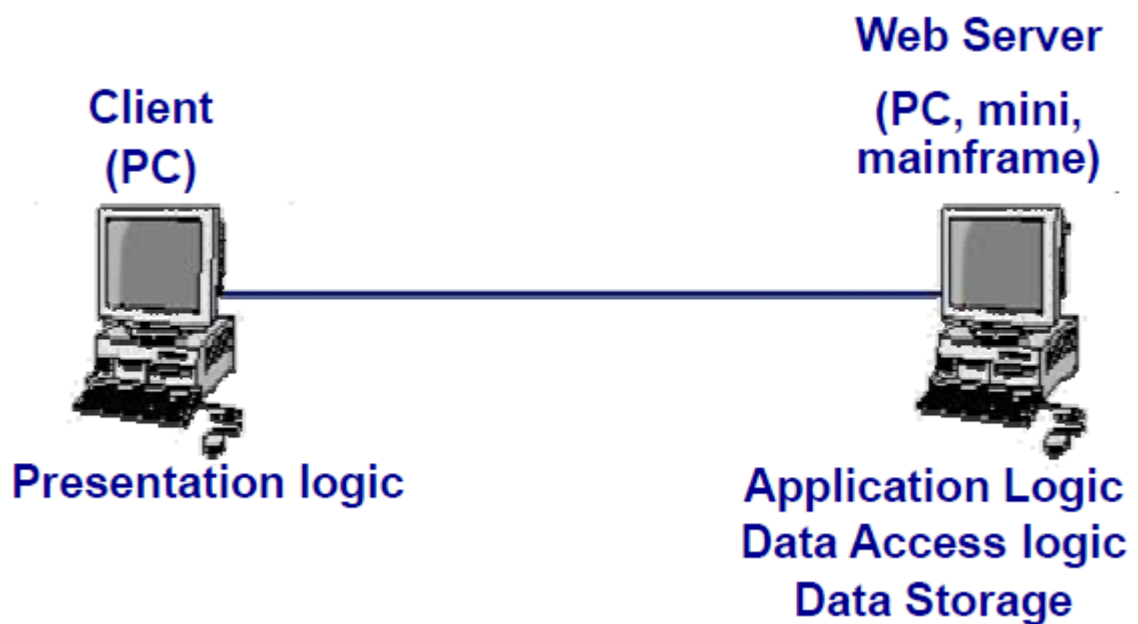 Client
(PC)
Presentation logic
Web Server
(PC, mini,
mainframe)
Application Logic
Data Access logic
Data Storage